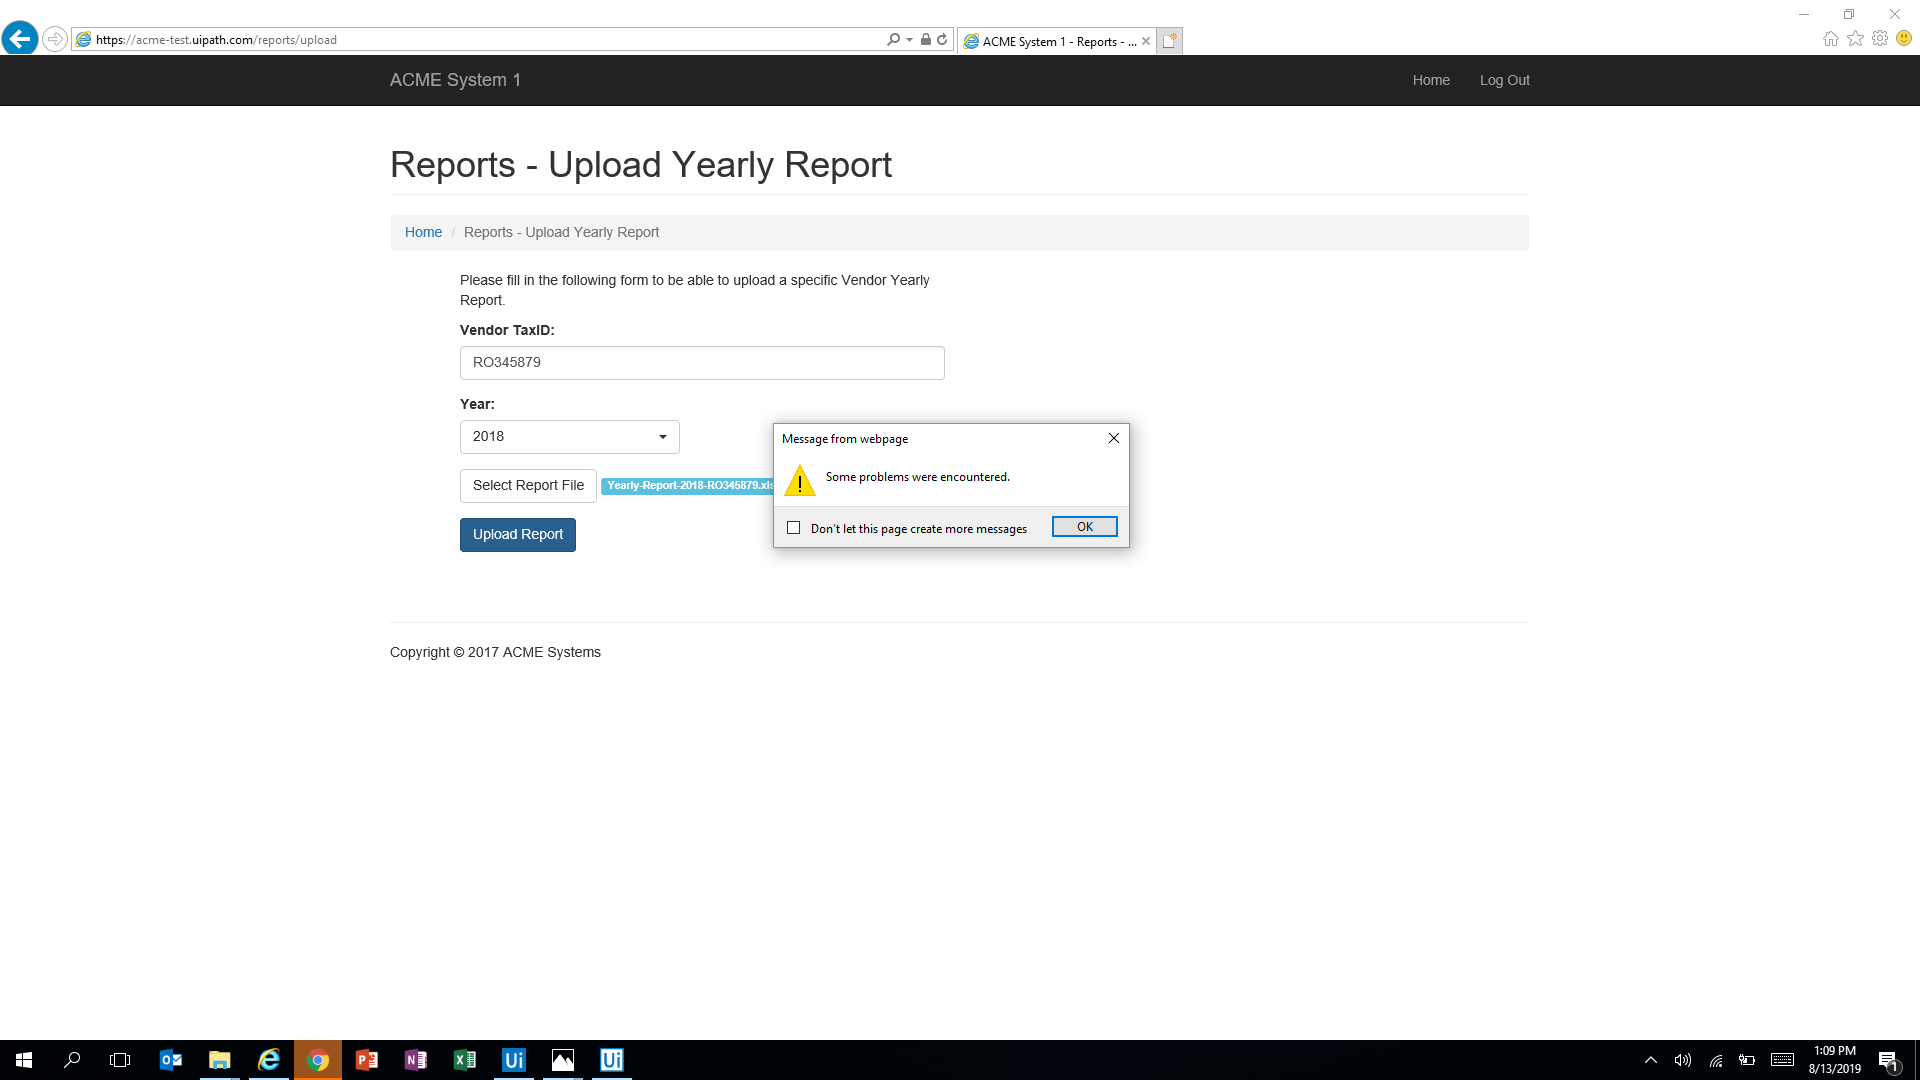 https://acme-test.uipath.com/reports/upload
ACME System 1 - Reports - ...
ACME System 1
Home
Log Out
Reports - Upload Yearly Report
Home / Reports - Upload Yearly Report
Please fill in the following form to be able to upload a specific Vendor Yearly
Report.
Vendor TaxID:
RO345879
Year:
2018
Select Report File
Yearly-Report-2018-RO345879.xls
Upload Report
Message from webpage
Some problems were encountered.
Don't let this page create more messages
OK
Copyright © 2017 ACME Systems
Ui
Ui
1:09 PM
8/13/2019
1